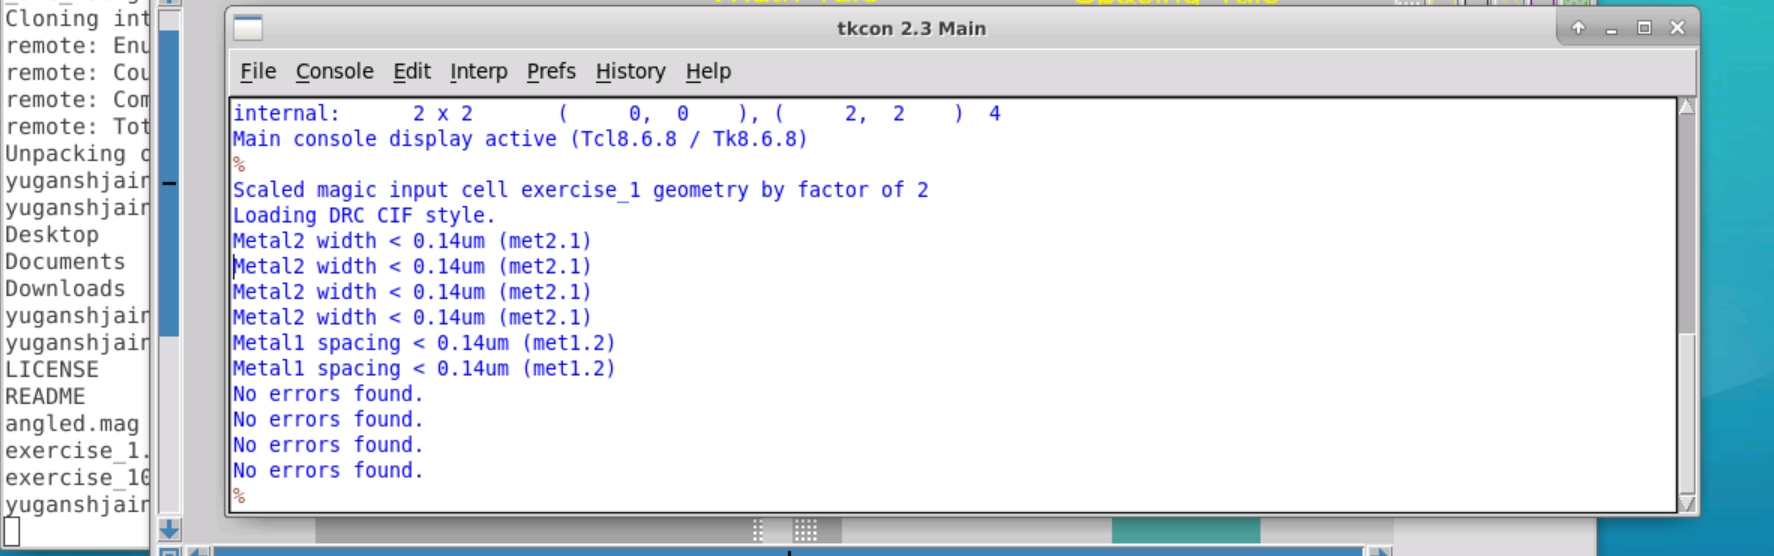 Cloning int
remote: Enu
remote: Cou
remote: Com
remote: Tot
Unpacking o
yuganshjair
yuganshjair
Desktop
Documents
Downloads
yuganshjair
yuganshjair
LICENSE
README
angled.mag
exercise_1.
exercise_10
yuganshjair
tkcon 2.3 Main
File Console Edit Interp Prefs History Help
internal: 2 x 2 ( 0, 0 ), ( 2, 2 ) 4
Main console display active (Tcl8.6.8 / Tk8.6.8)
%
Scaled magic input cell exercise_1 geometry by factor of 2
Loading DRC CIF style.
Metal2 width < 0.14um (met2.1)
Metal2 width < 0.14um (met2.1)
Metal2 width < 0.14um (met2.1)
Metal2 width < 0.14um (met2.1)
Metal1 spacing < 0.14um (met1.2)
Metal1 spacing < 0.14um (met1.2)
No errors found.
No errors found.
No errors found.
No errors found.
%